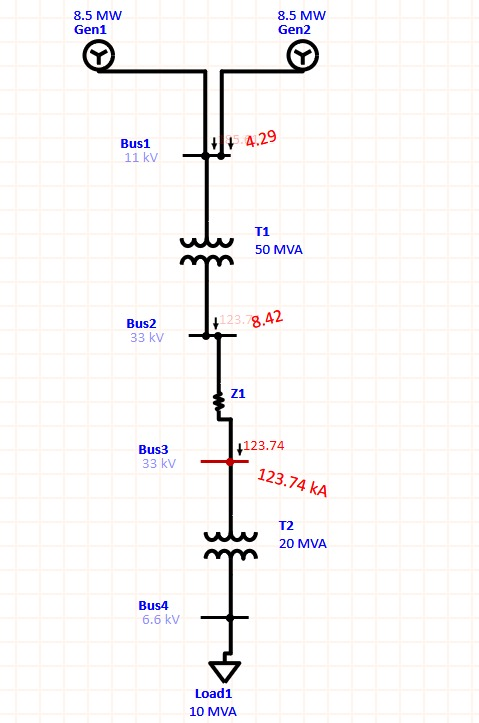 8.5 MW
Gen1
8.5 MW
Gen2
Bus1
11 kV
4.29
T1
50 MVA
Bus2
33 kV
8.42
Z1
Bus3
33 kV
123.74
123.74 kA
T2
20 MVA
Bus4
6.6 kV
Load1
10 MVA